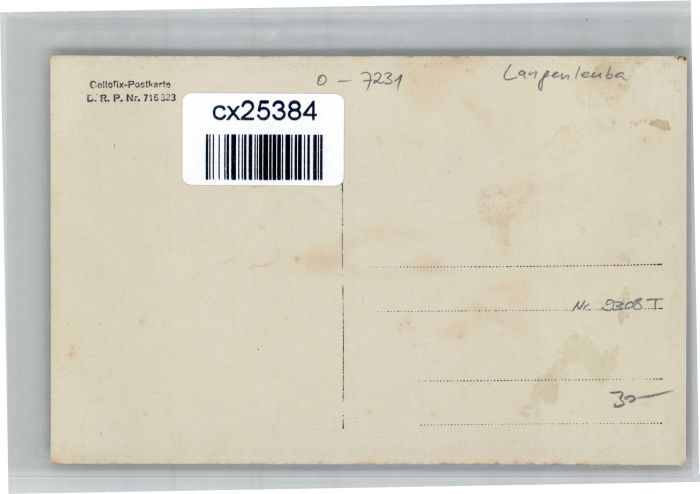 Cellofix-Postkarte
D. R. P. Nr. 716323
o - 7231
Langenleuba
cx25384
Nr. 9308 I
30-